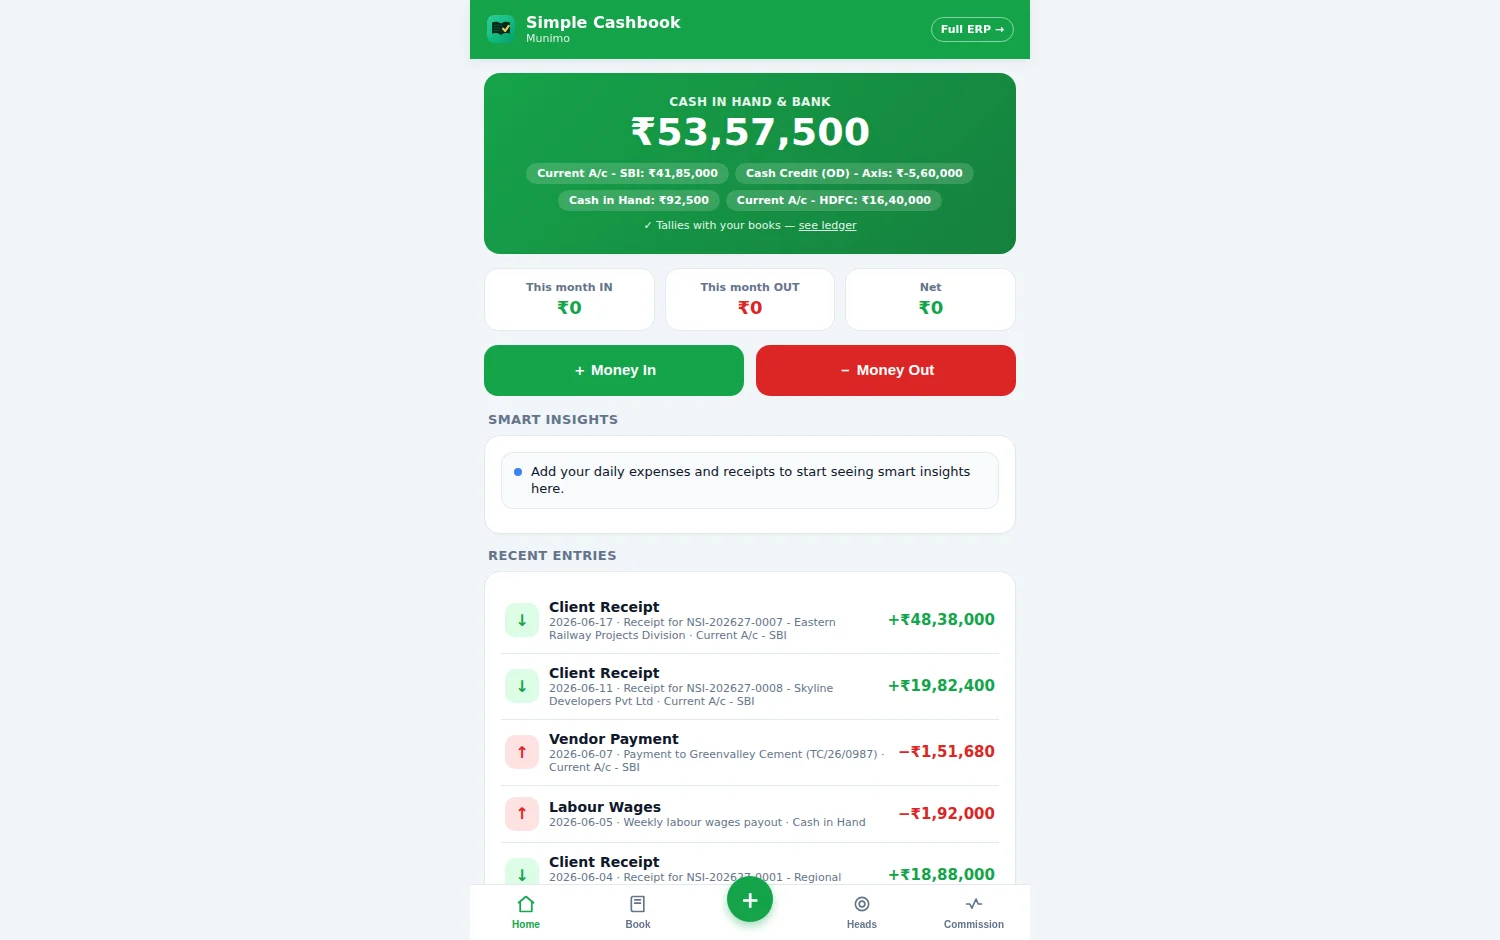 Simple Cashbook
Munimo
Full ERP →
CASH IN HAND & BANK
₹53,57,500
Current A/c - SBI: ₹41,85,000
Cash Credit (OD) - Axis: ₹-5,60,000
Cash in Hand: ₹92,500
Current A/c - HDFC: ₹16,40,000
✓ Tallies with your books — see ledger
This month IN
₹0
This month OUT
₹0
Net
₹0
+ Money In
− Money Out
SMART INSIGHTS
Add your daily expenses and receipts to start seeing smart insights
here.
RECENT ENTRIES
↓
Client Receipt
2026-06-17 · Receipt for NSI-202627-0007 - Eastern
Railway Projects Division · Current A/c - SBI
+₹48,38,000
↓
Client Receipt
2026-06-11 · Receipt for NSI-202627-0008 - Skyline
Developers Pvt Ltd · Current A/c - SBI
+₹19,82,400
↑
Vendor Payment
2026-06-07 · Payment to Greenvalley Cement (TC/26/0987) ·
Current A/c - SBI
−₹1,51,680
↑
Labour Wages
2026-06-05 · Weekly labour wages payout · Cash in Hand
−₹1,92,000
↓
Client Receipt
2026-06-04 · Receipt for NSI-202627-0001 - Regional
+₹18,88,000
+
Home
Book
Heads
Commission